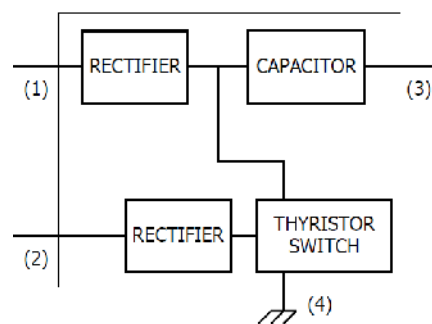 RECTIFIER
CAPACITOR
(1)
(3)
RECTIFIER
THYRISTOR
SWITCH
(2)
(4)